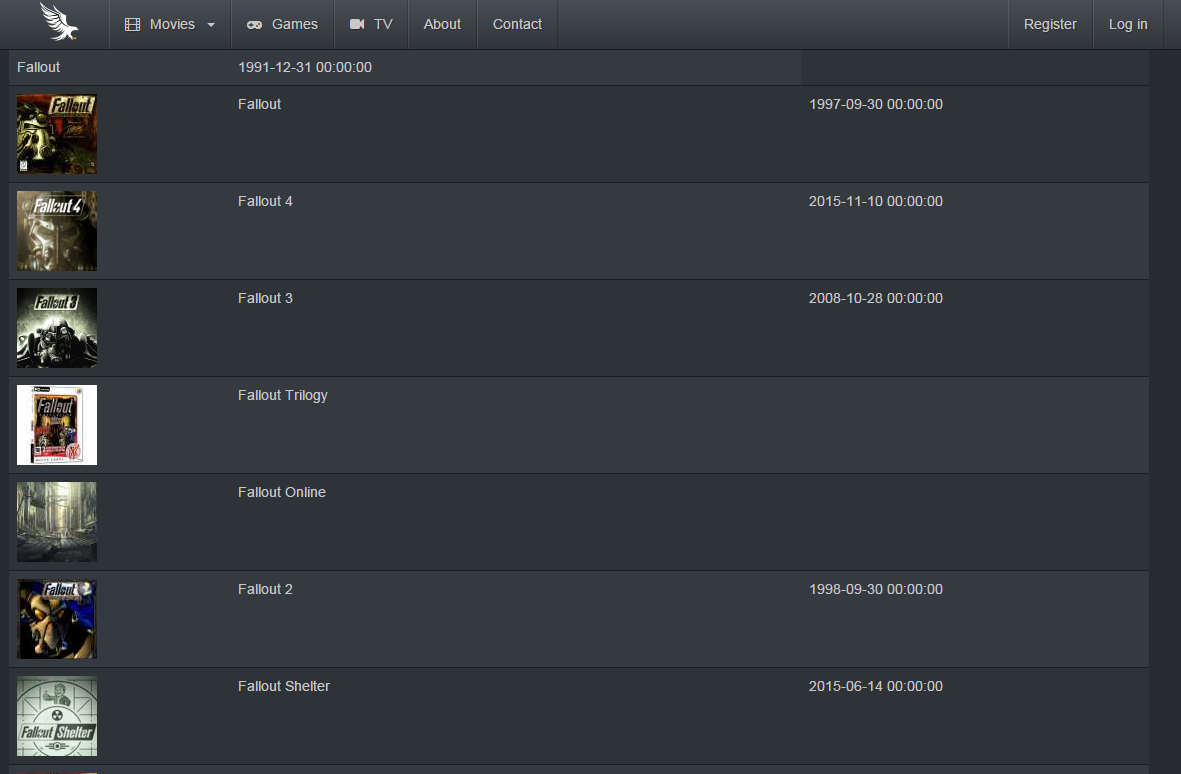 Movies Games TV About Contact Register Log in
Fallout 1991-12-31 00:00:00
Fallout
Fallout 1997-09-30 00:00:00
Fallout 4
Fallout 4 2015-11-10 00:00:00
Fallout 3
Fallout 3 2008-10-28 00:00:00
Fallout
Fallout Trilogy
Fallout Online
Fallout
Fallout 2 1998-09-30 00:00:00
Fallout Shelter 2015-06-14 00:00:00
Fallout Shelter